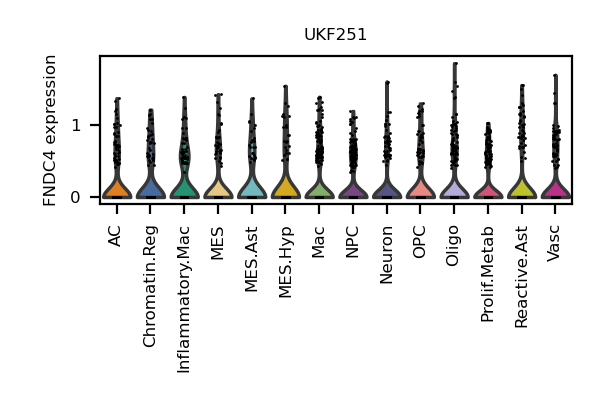 UKF251
FNDC4 expression
1
0
AC
Chromatin.Reg
Inflammatory.Mac
MES
MES.Ast
MES.Hyp
Mac
NPC
Neuron
OPC
Oligo
Prolif.Metab
Reactive.Ast
Vasc